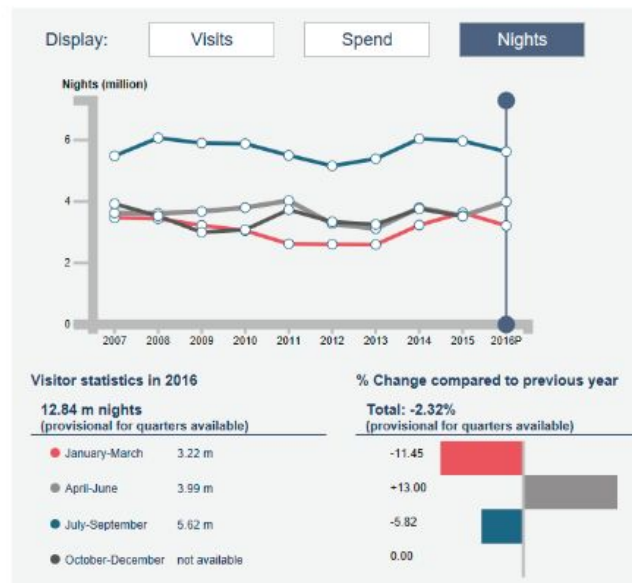 Display: Visits Spend Nights
Nights (million)
6
4
2
0
2007 2008 2009 2010 2011 2012 2013 2014 2015 2016P
Visitor statistics in 2016
12.84 m nights
(provisional for quarters available)
January-March 3.22 m
April-June 3.99 m
July-September 5.62 m
October-December not available
% Change compared to previous year
Total: -2.32%
(provisional for quarters available)
-11.45
+13.00
-5.82
0.00